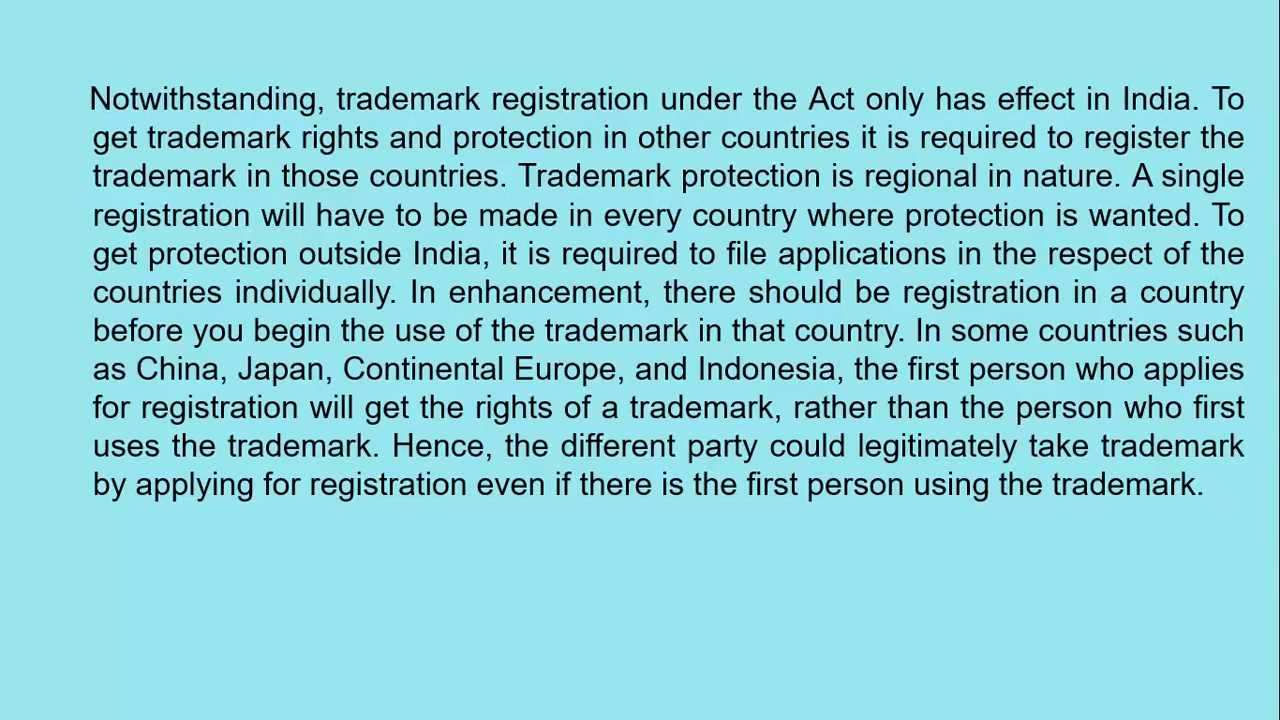 Notwithstanding, trademark registration under the Act only has effect in India. To
get trademark rights and protection in other countries it is required to register the
trademark in those countries. Trademark protection is regional in nature. A single
registration will have to be made in every country where protection is wanted. To
get protection outside India, it is required to file applications in the respect of the
countries individually. In enhancement, there should be registration in a country
before you begin the use of the trademark in that country. In some countries such
as China, Japan, Continental Europe, and Indonesia, the first person who applies
for registration will get the rights of a trademark, rather than the person who first
uses the trademark. Hence, the different party could legitimately take trademark
by applying for registration even if there is the first person using the trademark.